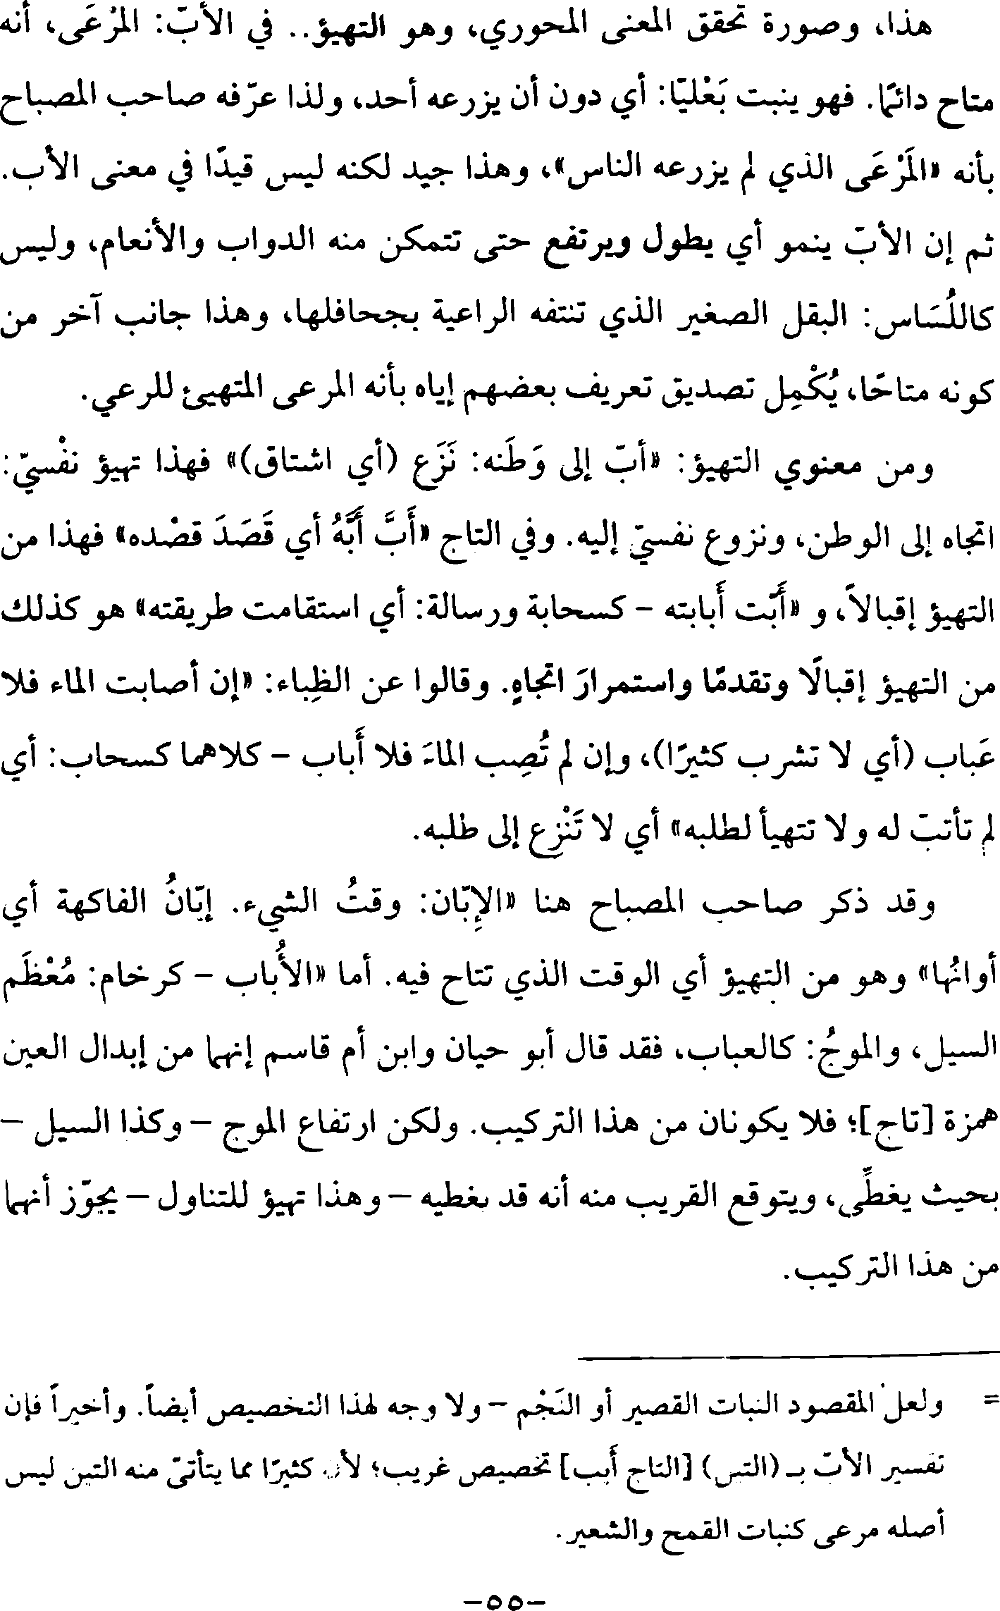 هذا، وصورة تحقق المعنى المحوري، وهو التهيؤ.. في الأبّ: المرْعَى، أنه
متاح دائمًا. فهو ينبت بَعْليًا: أي دون أن يزرعه أحد، ولذا عرّفه صاحب المصباح
بأنه «المَرْعَى الذي لم يزرعه الناس»، وهذا جيد لكنه ليس قيدًا في معنى الأب.
ثم إن الأبّ ينمو أي يطول ويرتفع حتى تتمكن منه الدواب والأنعام، وليس
كاللُسَاس: البقل الصغير الذي تنتفه الراعية بجحافلها، وهذا جانب آخر من
كونه متاحًا، يُكْمِل تصديق تعريف بعضهم إياه بأنه المرعى المتهيئ للرعي.
ومن معنوي التهيؤ: «أبّ إلى وَطَنه: نَزَع (أي اشتاق)» فهذا تهيؤ نفْسيّ:
اتجاه إلى الوطن، ونزوع نفسيّ إليه. وفي التاج «أَبَّ أَبَّهُ أي قَصَدَ قصْده» فهذا من
التهيؤ إقبالاً، و «أَبّت أَبابته - كسحابة ورسالة: أي استقامت طريقته» هو كذلك
من التهيؤ إقبالًا وتقدمًا واستمرارَ اتجاهٍ. وقالوا عن الظِباء: «إن أصابت الماء فلا
عَباب (أي لا تشرب كثيرًا)، وإن لم تُصِب الماءَ فلا أَباب - كلاهما كسحاب: أي
لم تأتبّ له ولا تتهيأ لطلبه» أي لا تَنْزِع إلى طلبه.
وقد ذكر صاحب المصباح هنا «الإِبّان: وقتُ الشيء. إبّانُ الفاكهة أي
أوانُها» وهو من التهيؤ أي الوقت الذي تتاح فيه. أما «الأُباب - كرخام: مُعْظَم
السيل، والموجُ: كالعباب، فقد قال أبو حيان وابن أم قاسم إنهما من إبدال العين
همزة [تاج]؛ فلا يكونان من هذا التركيب. ولكن ارتفاع الموج - وكذا السيل -
بحيث يغطِّي، ويتوقع القريب منه أنه قد يغطيه - وهذا تهيؤ للتناول - يجوّز أنهما
من هذا التركيب.
= ولعل المقصود النبات القصير أو النَجْم - ولا وجه لهذا التخصيص أيضاً. وأخيراً فإن
تفسير الأبّ بـ (التبن) [التاج أبب] تخصيص غريب؛ لأن كثيرًا مما يتأتىّ منه التبن ليس
أصله مرعى كنبات القمح والشعير.
-٥٥-